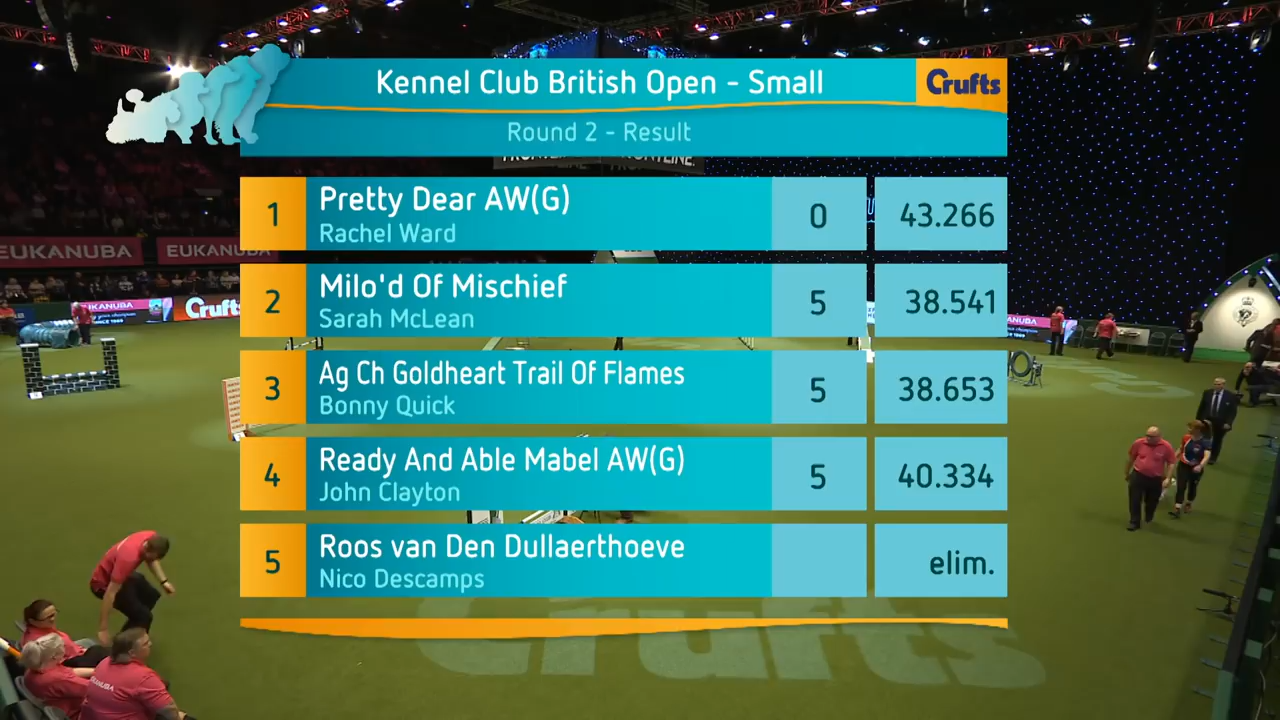 Kennel Club British Open - Small
Crufts
Round 2 - Result
FRONTLINE.
1
Pretty Dear AW(G)
Rachel Ward
0
43.266
2
Milo'd Of Mischief
Sarah McLean
5
38.541
3
Ag Ch Goldheart Trail Of Flames
Bonny Quick
5
38.653
4
Ready And Able Mabel AW(G)
John Clayton
5
40.334
5
Roos van Den Dullaerthoeve
Nico Descamps
elim.
EUKANUBA
EUKANUBA
Crufts
Crufts
EUKANUBA